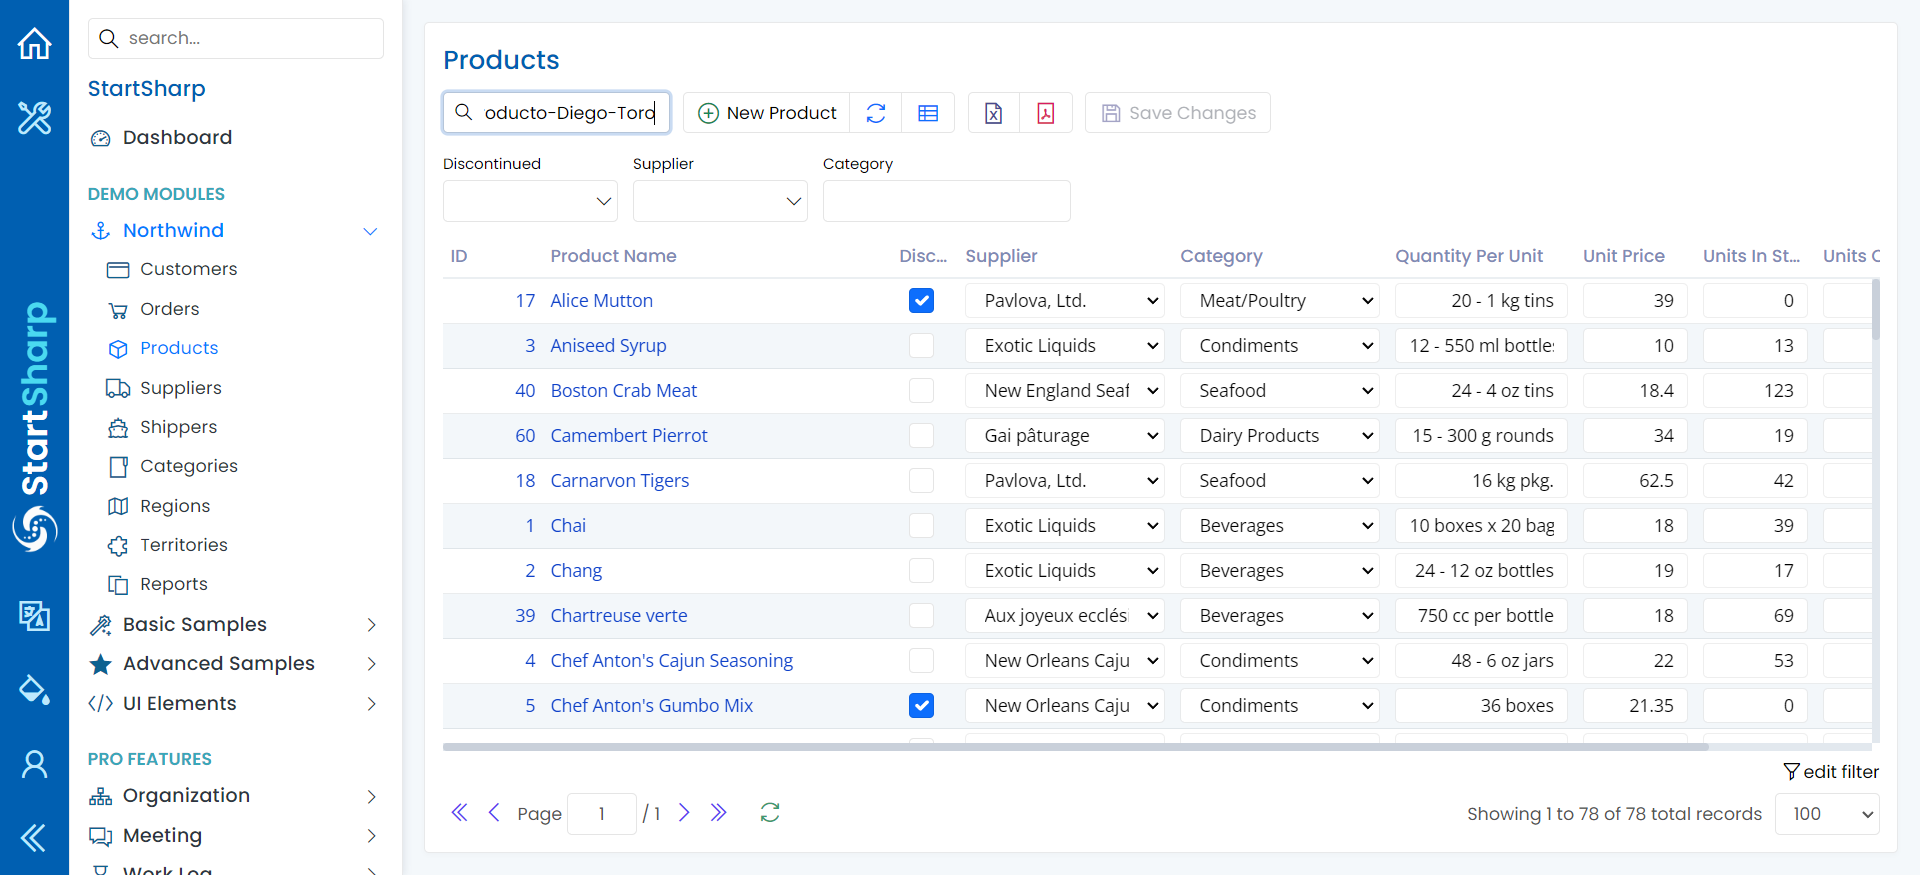 search...
StartSharp
Dashboard
DEMO MODULES
Northwind
Customers
Orders
Products
Suppliers
Shippers
Categories
Regions
Territories
Reports
Basic Samples
Advanced Samples
UI Elements
PRO FEATURES
Organization
Meeting
Work Log
StartSharp
Products
oducto-Diego-Toro
New Product
Save Changes
Discontinued Supplier Category
ID Product Name Disc... Supplier Category Quantity Per Unit Unit Price Units In St... Units
17 Alice Mutton Pavlova, Ltd. Meat/Poultry 20 - 1 kg tins 39 0
3 Aniseed Syrup Exotic Liquids Condiments 12 - 550 ml bottles 10 13
40 Boston Crab Meat New England Seaf Seafood 24 - 4 oz tins 18.4 123
60 Camembert Pierrot Gai pâturage Dairy Products 15 - 300 g rounds 34 19
18 Carnarvon Tigers Pavlova, Ltd. Seafood 16 kg pkg. 62.5 42
1 Chai Exotic Liquids Beverages 10 boxes x 20 bag 18 39
2 Chang Exotic Liquids Beverages 24 - 12 oz bottles 19 17
39 Chartreuse verte Aux joyeux ecclési Beverages 750 cc per bottle 18 69
4 Chef Anton's Cajun Seasoning New Orleans Caju Condiments 48 - 6 oz jars 22 53
5 Chef Anton's Gumbo Mix New Orleans Caju Condiments 36 boxes 21.35 0
edit filter
Page 1 / 1
Showing 1 to 78 of 78 total records 100